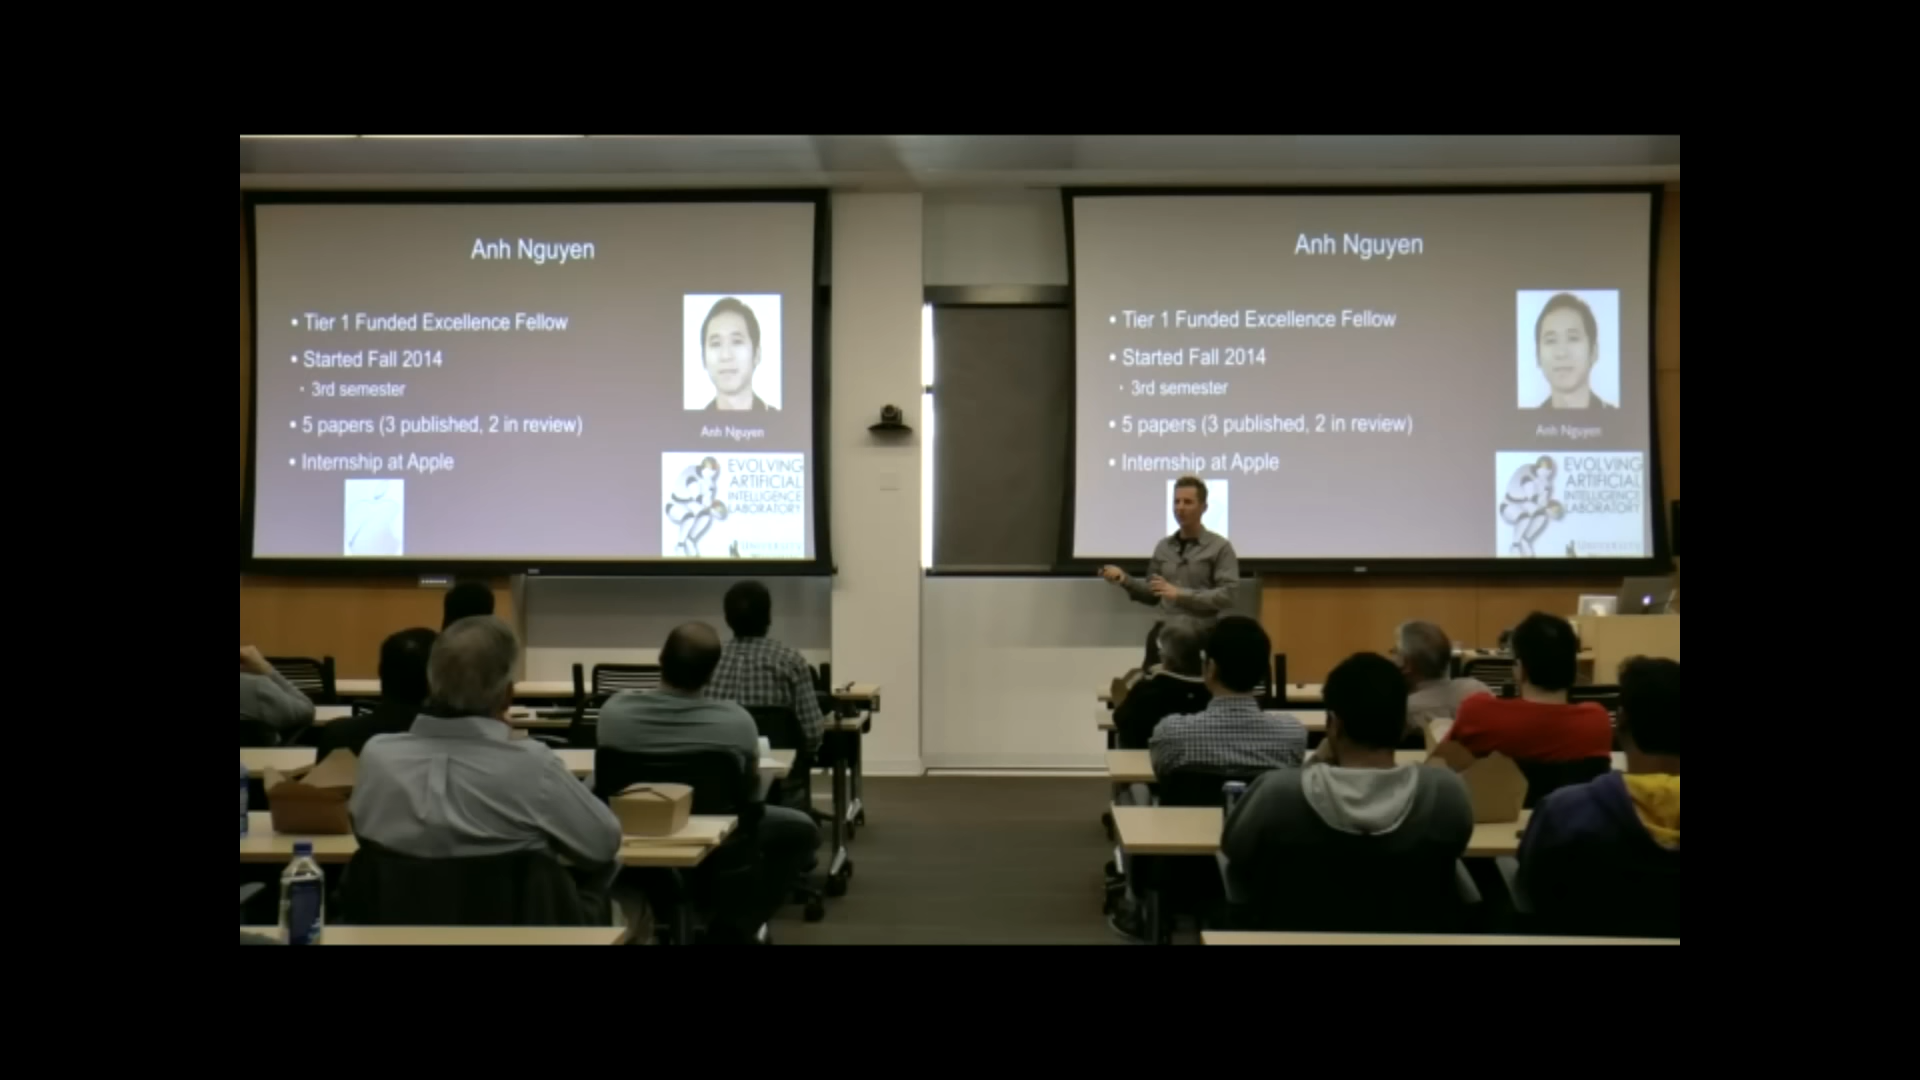 Anh Nguyen
• Tier 1 Funded Excellence Fellow
• Started Fall 2014
• 3rd semester
• 5 papers (3 published, 2 in review)
• Internship at Apple
Anh Nguyen
EVOLVING
ARTIFICIAL
INTELLIGENCE
LABORATORY
UNIVERSITY
Anh Nguyen
• Tier 1 Funded Excellence Fellow
• Started Fall 2014
• 3rd semester
• 5 papers (3 published, 2 in review)
• Internship at Apple
Anh Nguyen
EVOLVING
ARTIFICIAL
INTELLIGENCE
LABORATORY
UNIVERSITY